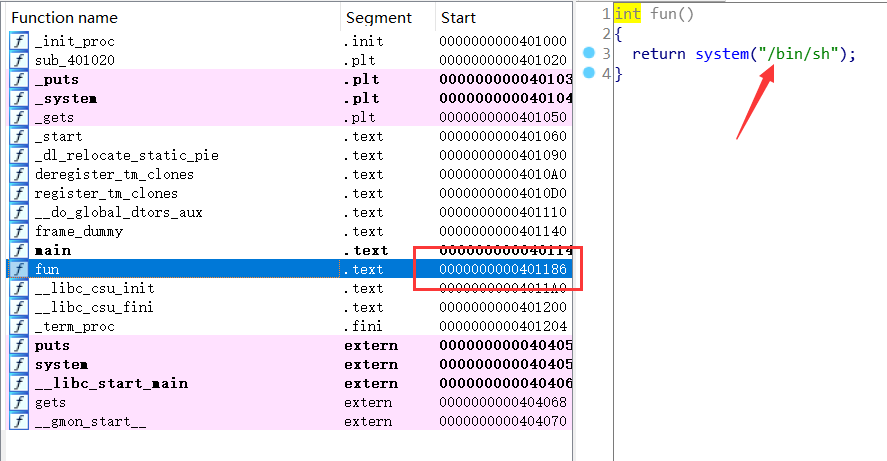 Function name Segment Start
f _init_proc .init 0000000000401000
f sub_401020 .plt 0000000000401020
f _puts .plt 000000000040103
f _system .plt 000000000040104
f _gets .plt 0000000000401050
f _start .text 0000000000401060
f _dl_relocate_static_pie .text 0000000000401090
f deregister_tm_clones .text 00000000004010A0
f register_tm_clones .text 00000000004010D0
f __do_global_dtors_aux .text 0000000000401110
f frame_dummy .text 0000000000401140
f main .text 000000000040114
f fun .text 0000000000401186
f __libc_csu_init .text 00000000004011A0
f __libc_csu_fini .text 0000000000401200
f _term_proc .fini 0000000000401204
f puts extern 000000000040405
f system extern 000000000040405
f __libc_start_main extern 000000000040406
f gets extern 0000000000404068
f __gmon_start__ extern 0000000000404070
1 int fun()
2 {
3 return system("/bin/sh");
4 }